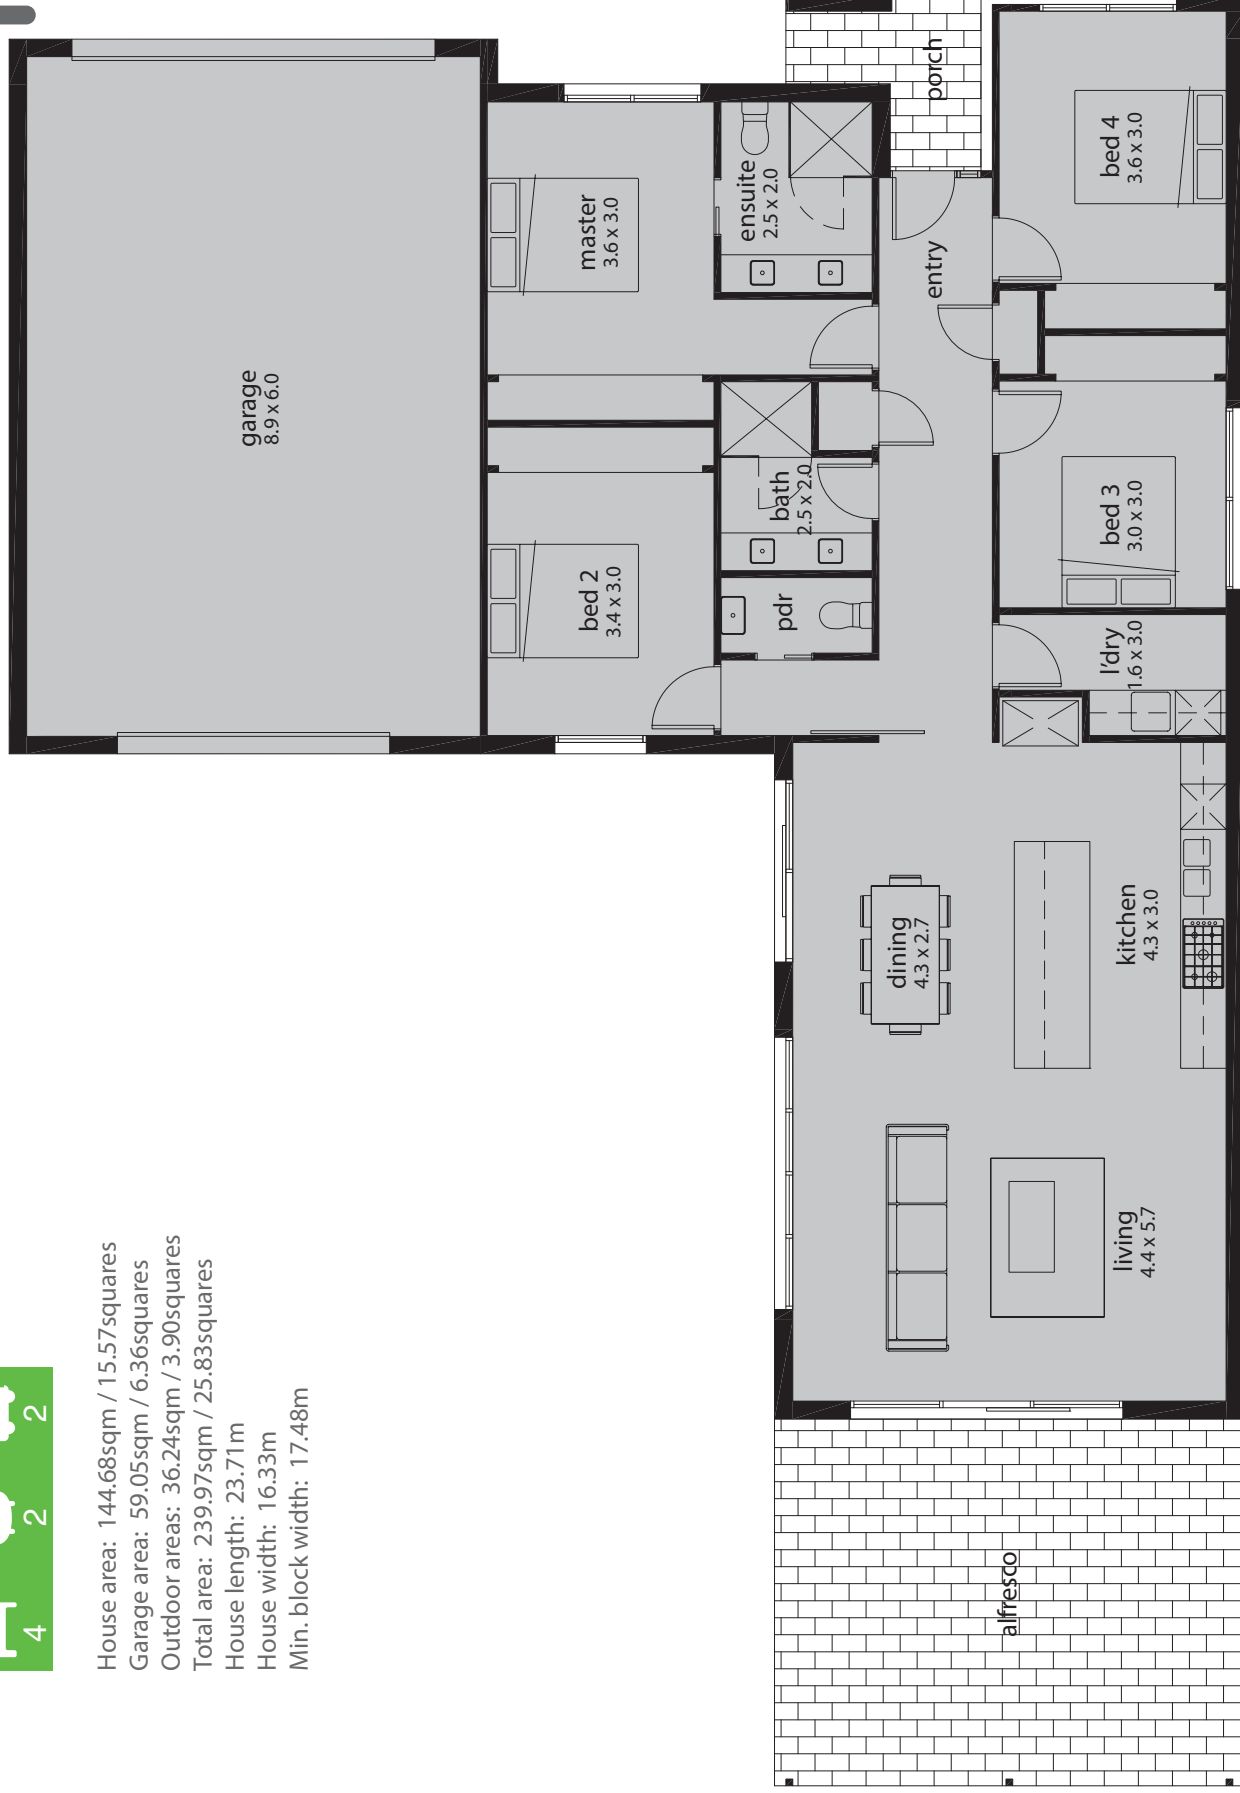 4 2 2
House area: 144.68sqm / 15.57squares
Garage area: 59.05sqm / 6.36squares
Outdoor areas: 36.24sqm / 3.90squares
Total area: 239.97sqm / 25.83squares
House length: 23.71m
House width: 16.33m
Min. block width: 17.48m
garage
8.9 x 6.0
master
3.6 x 3.0
ensuite
2.5 x 2.0
porch
entry
bed 4
3.6 x 3.0
bed 2
3.4 x 3.0
bath
2.5 x 2.0
pdr
bed 3
3.0 x 3.0
l'dry
1.6 x 3.0
dining
4.3 x 2.7
kitchen
4.3 x 3.0
living
4.4 x 5.7
alfresco